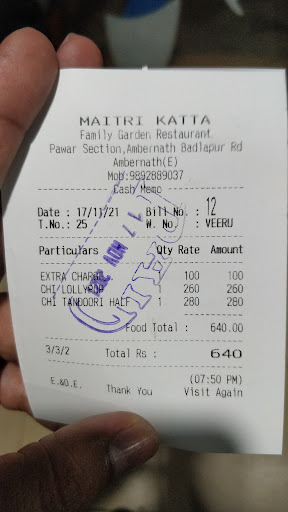 MAITRI KATTA
Family Garden Restaurant
Pawar Section,Ambernath Badlapur Rd
Ambernath(E)
Mob:9892889037
Cash Memo
Date : 17/11/21 Bill No. : 12
T.No.: 25 W. No. : VEERU
Particulars Qty Rate Amount
EXTRA CHARGE 100 100
CHI LOLLYPOP 260 260
CHI TANDOORI HALF 1 280 280
Food Total : 640.00
3/3/2 Total Rs : 640
E.&O.E. (07:50 PM)
Thank You Visit Again
17 NOV